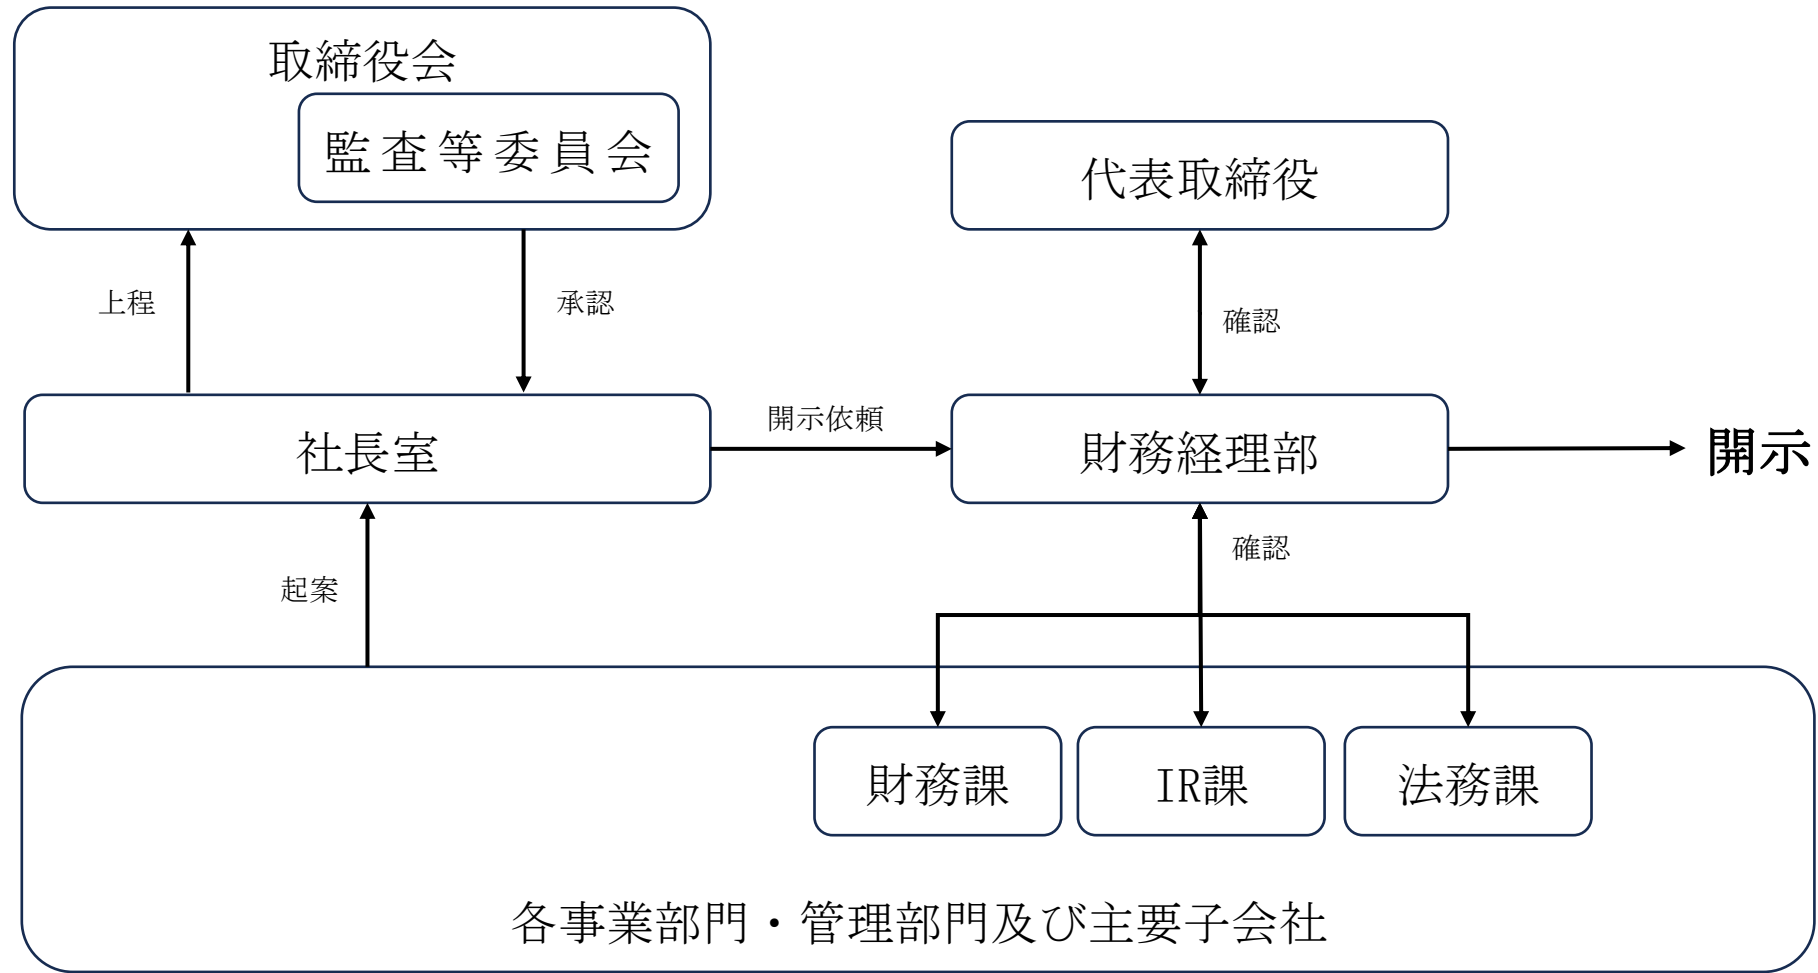 取締役会
監査等委員会
代表取締役
上程
承認
確認
社長室
開示依頼
財務経理部
開示
起案
確認
財務課
IR課
法務課
各事業部門・管理部門及び主要子会社